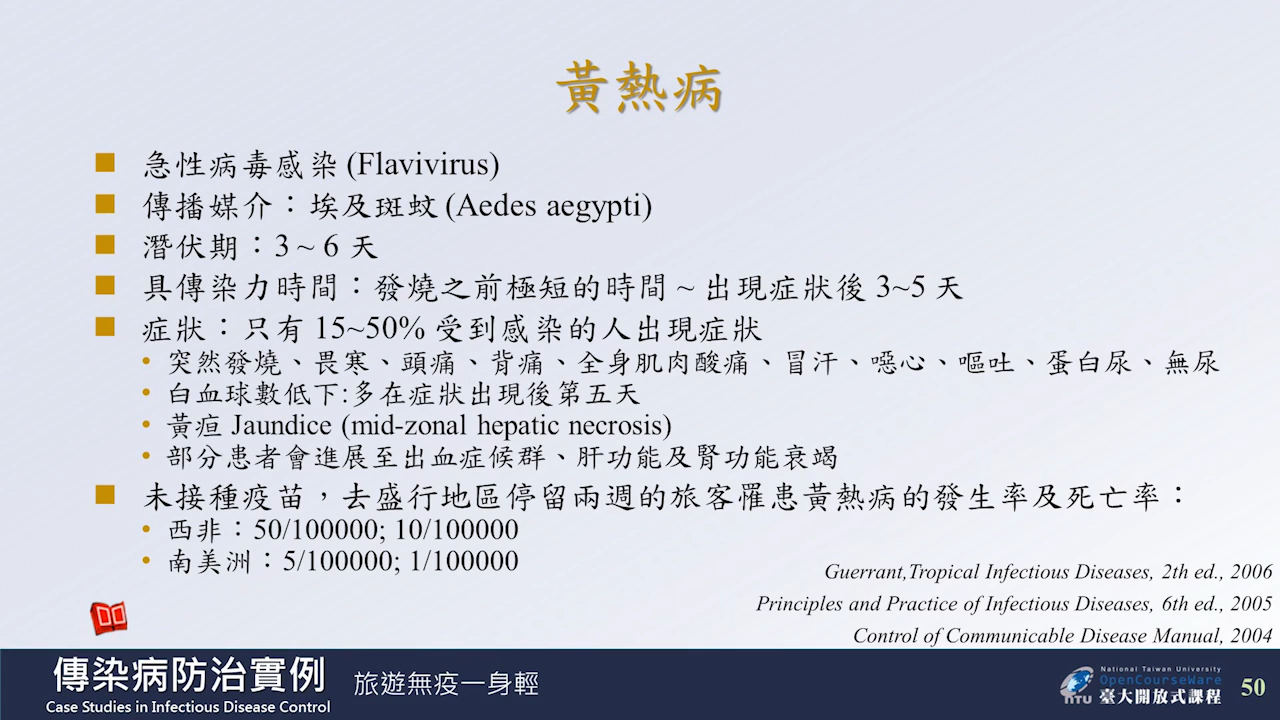 黃熱病
急性病毒感染 (Flavivirus)
傳播媒介：埃及斑蚊 (Aedes aegypti)
潛伏期：3 ~ 6 天
具傳染力時間：發燒之前極短的時間 ~ 出現症狀後 3~5 天
症狀：只有 15~50% 受到感染的人出現症狀
• 突然發燒、畏寒、頭痛、背痛、全身肌肉酸痛、冒汗、噁心、嘔吐、蛋白尿、無尿
• 白血球數低下:多在症狀出現後第五天
• 黃疸 Jaundice (mid-zonal hepatic necrosis)
• 部分患者會進展至出血症候群、肝功能及腎功能衰竭
未接種疫苗，去盛行地區停留兩週的旅客罹患黃熱病的發生率及死亡率：
• 西非：50/100000; 10/100000
• 南美洲：5/100000; 1/100000
Guerrant,Tropical Infectious Diseases, 2th ed., 2006
Principles and Practice of Infectious Diseases, 6th ed., 2005
Control of Communicable Disease Manual, 2004
傳染病防治實例 旅遊無疫一身輕
Case Studies in Infectious Disease Control
National Taiwan University
OpenCourseWare
NTU 臺大開放式課程
50